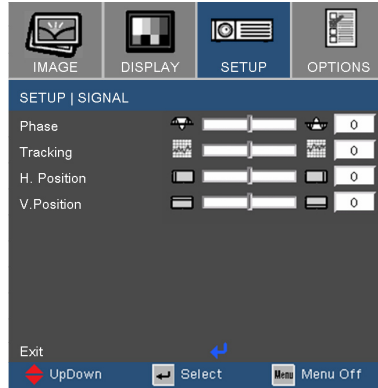 IMAGE DISPLAY SETUP OPTIONS
SETUP | SIGNAL
Phase 0
Tracking 0
H. Position 0
V.Position 0
Exit
UpDown Select Menu Menu Off